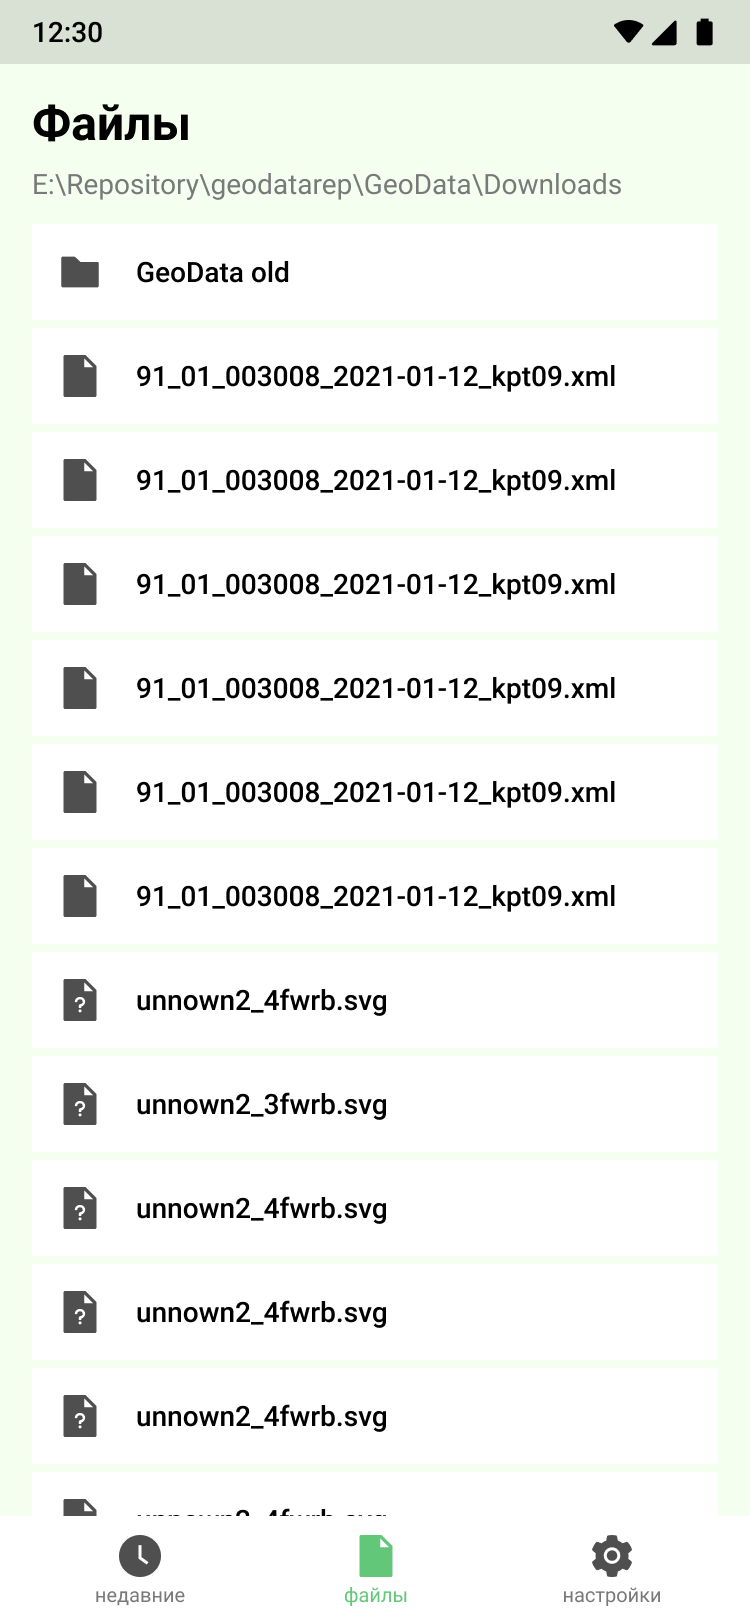 12:30
Файлы
E:\Repository\geodatarep\GeoData\Downloads
GeoData old
91_01_003008_2021-01-12_kpt09.xml
91_01_003008_2021-01-12_kpt09.xml
91_01_003008_2021-01-12_kpt09.xml
91_01_003008_2021-01-12_kpt09.xml
91_01_003008_2021-01-12_kpt09.xml
91_01_003008_2021-01-12_kpt09.xml
unnown2_4fwrb.svg
unnown2_3fwrb.svg
unnown2_4fwrb.svg
unnown2_4fwrb.svg
unnown2_4fwrb.svg
недавние
файлы
настройки